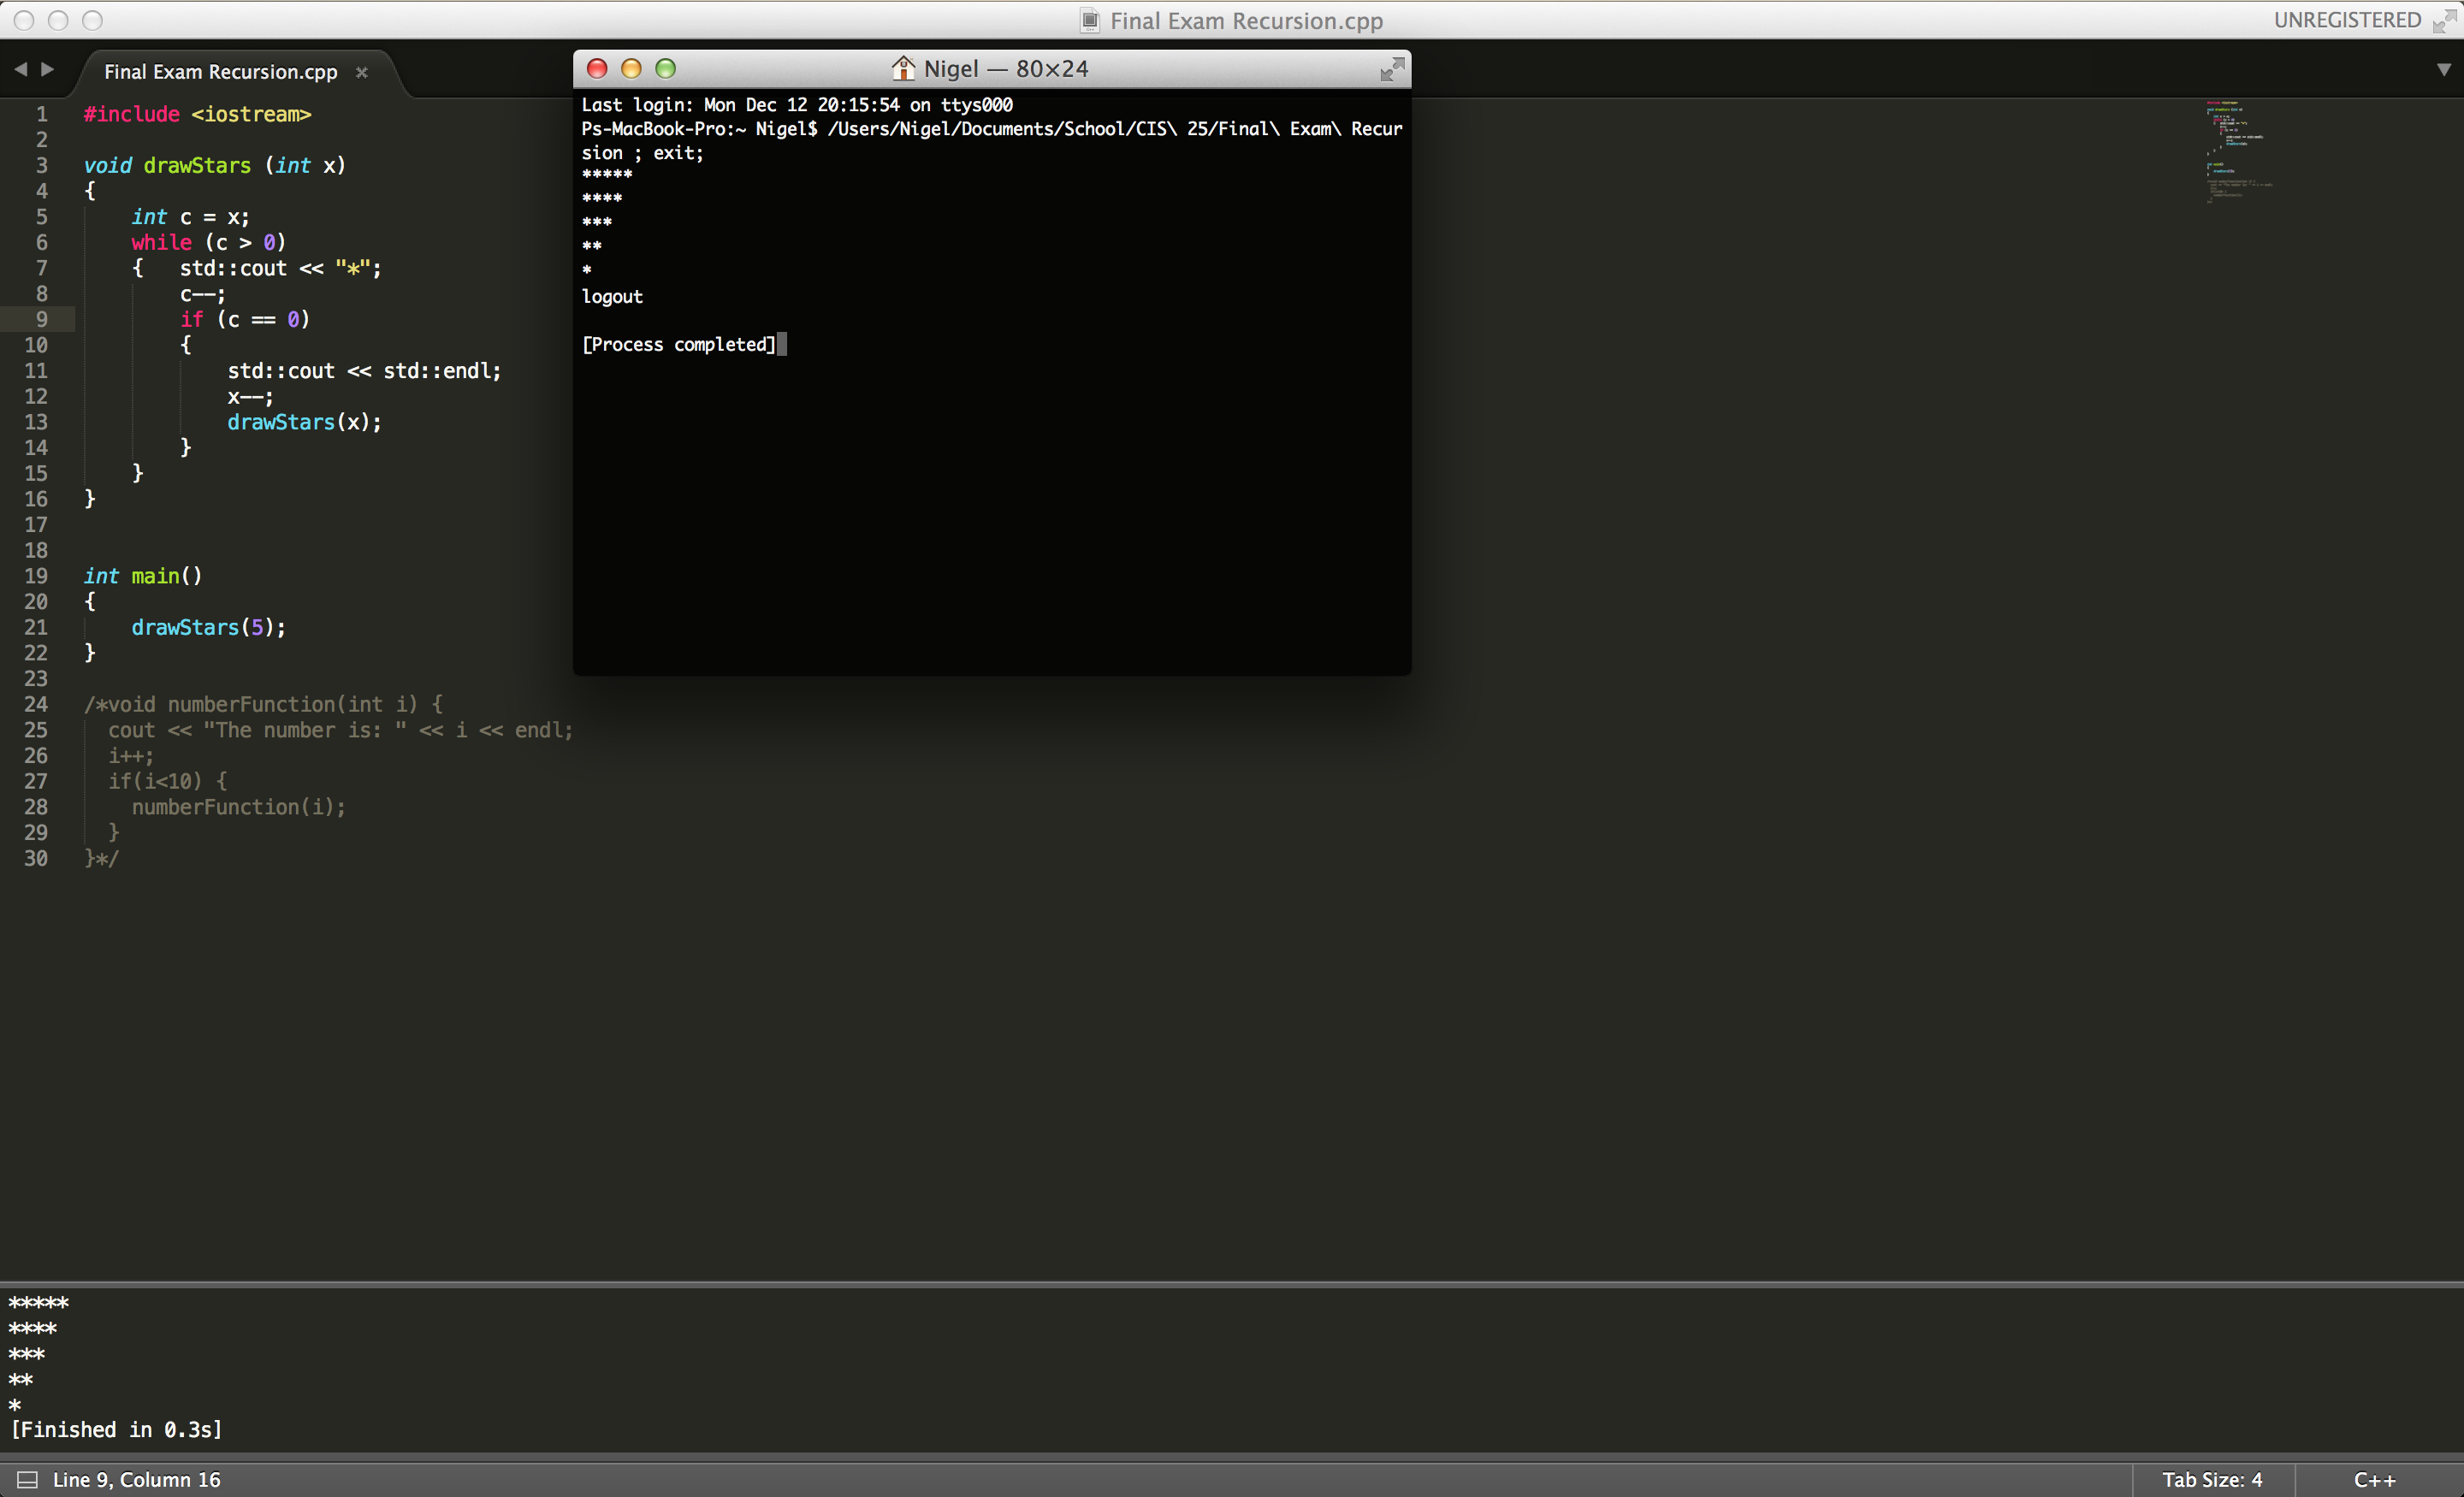 Final Exam Recursion.cpp
UNREGISTERED
Final Exam Recursion.cpp ×
1 #include <iostream>
2
3 void drawStars (int x)
4 {
5     int c = x;
6     while (c > 0)
7     {   std::cout << "*";
8         c--;
9         if (c == 0)
10         {
11             std::cout << std::endl;
12             x--;
13             drawStars(x);
14         }
15     }
16 }
17
18
19 int main()
20 {
21     drawStars(5);
22 }
23
24 /*void numberFunction(int i) {
25   cout << "The number is: " << i << endl;
26   i++;
27   if(i<10) {
28     numberFunction(i);
29   }
30 }*/
Nigel — 80×24
Last login: Mon Dec 12 20:15:54 on ttys000
Ps-MacBook-Pro:~ Nigel$ /Users/Nigel/Documents/School/CIS\ 25/Final\ Exam\ Recur
sion ; exit;
*****
****
***
**
*
logout
[Process completed]
*****
****
***
**
*
[Finished in 0.3s]
Line 9, Column 16
Tab Size: 4
C++